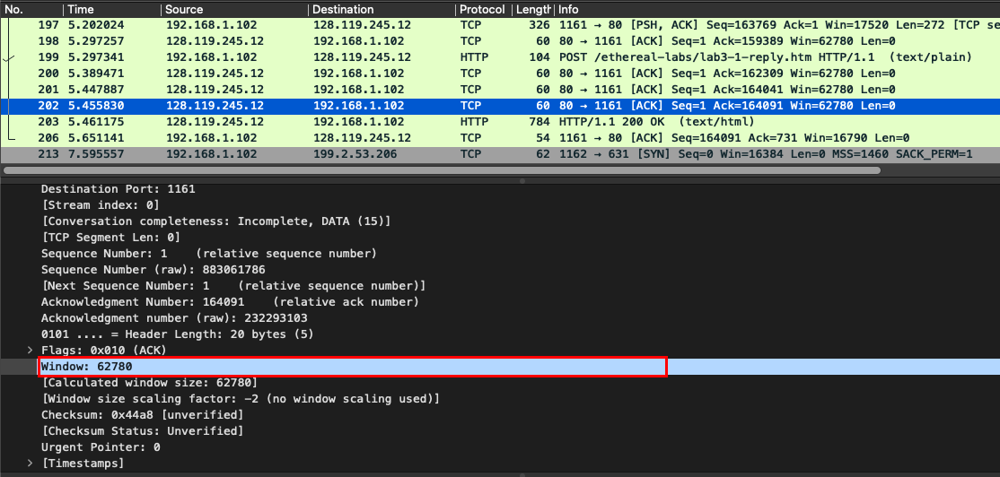 No. Time Source Destination Protocol Length Info
197 5.202024 192.168.1.102 128.119.245.12 TCP 326 1161 → 80 [PSH, ACK] Seq=163769 Ack=1 Win=17520 Len=272 [TCP se
198 5.297257 128.119.245.12 192.168.1.102 TCP 60 80 → 1161 [ACK] Seq=1 Ack=159389 Win=62780 Len=0
199 5.297341 192.168.1.102 128.119.245.12 HTTP 104 POST /ethereal-labs/lab3-1-reply.htm HTTP/1.1 (text/plain)
200 5.389471 128.119.245.12 192.168.1.102 TCP 60 80 → 1161 [ACK] Seq=1 Ack=162309 Win=62780 Len=0
201 5.447887 128.119.245.12 192.168.1.102 TCP 60 80 → 1161 [ACK] Seq=1 Ack=164041 Win=62780 Len=0
202 5.455830 128.119.245.12 192.168.1.102 TCP 60 80 → 1161 [ACK] Seq=1 Ack=164091 Win=62780 Len=0
203 5.461175 128.119.245.12 192.168.1.102 HTTP 784 HTTP/1.1 200 OK (text/html)
206 5.651141 192.168.1.102 128.119.245.12 TCP 54 1161 → 80 [ACK] Seq=164091 Ack=731 Win=16790 Len=0
213 7.595557 192.168.1.102 199.2.53.206 TCP 62 1162 → 631 [SYN] Seq=0 Win=16384 Len=0 MSS=1460 SACK_PERM=1
Destination Port: 1161
[Stream index: 0]
[Conversation completeness: Incomplete, DATA (15)]
[TCP Segment Len: 0]
Sequence Number: 1 (relative sequence number)
Sequence Number (raw): 883061786
[Next Sequence Number: 1 (relative sequence number)]
Acknowledgment Number: 164091 (relative ack number)
Acknowledgment number (raw): 232293103
0101 .... = Header Length: 20 bytes (5)
Flags: 0x010 (ACK)
Window: 62780
[Calculated window size: 62780]
[Window size scaling factor: -2 (no window scaling used)]
Checksum: 0x44a8 [unverified]
[Checksum Status: Unverified]
Urgent Pointer: 0
[Timestamps]